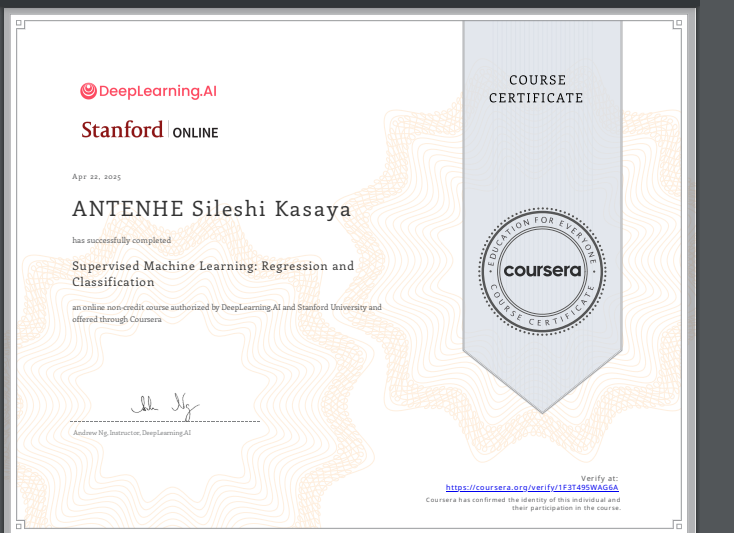 DeepLearning.AI
Stanford | ONLINE
Apr 22, 2025
ANTENHE Sileshi Kasaya
has successfully completed
Supervised Machine Learning: Regression and
Classification
an online non-credit course authorized by DeepLearning.AI and Stanford University and
offered through Coursera
Andrew Ng
Andrew Ng, Instructor, DeepLearning.AI
COURSE
CERTIFICATE
EDUCATION FOR EVERYONE
coursera
COURSE CERTIFICATE
Verify at:
https://coursera.org/verify/1F3T495WAG6A
Coursera has confirmed the identity of this individual and
their participation in the course.